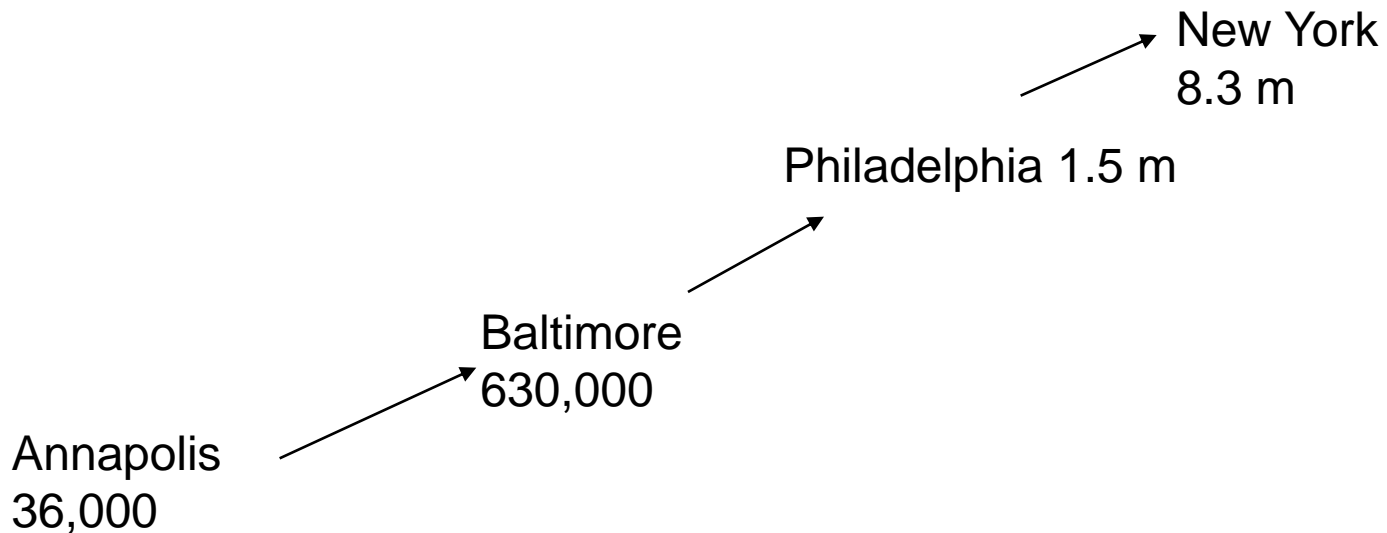 New York
8.3 m
Philadelphia 1.5 m
Baltimore
630,000
Annapolis
36,000